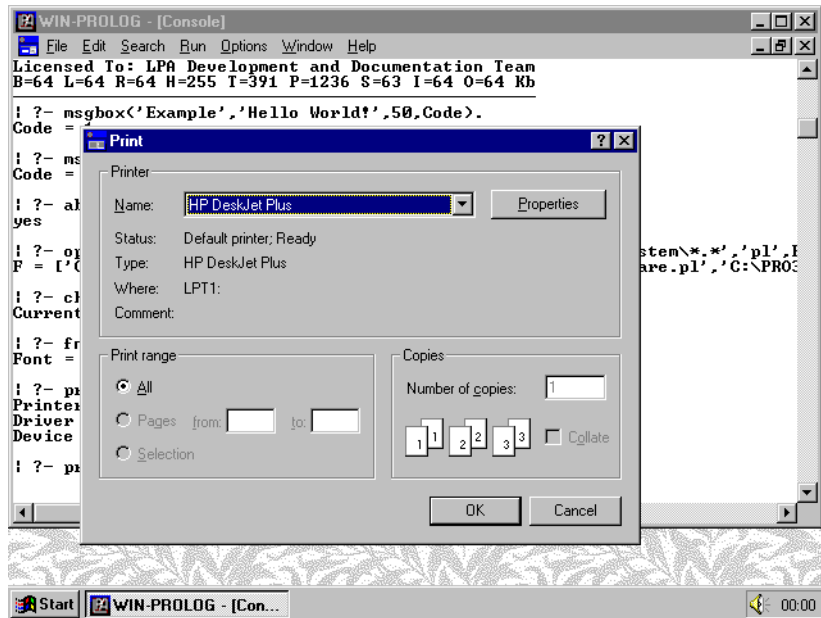 WIN-PROLOG - [Console]
File Edit Search Run Options Window Help
Licensed To: LPA Development and Documentation Team
B=64 L=64 R=64 H=255 T=391 P=1236 S=63 I=64 O=64 Kb
| ?- msgbox('Example','Hello World!',50,Code).
Code =
| ?- ms
Code =
| ?- ab
yes
| ?- op stem\*.*','pl',F
F = ['C are.pl','C:\PRO3
| ?- ch
Current
| ?- fr
Font =
| ?- pr
Printer
Driver
Device
| ?- pr
Print
Printer
Name: HP DeskJet Plus Properties
Status: Default printer; Ready
Type: HP DeskJet Plus
Where: LPT1:
Comment:
Print range
All
Pages from: to:
Selection
Copies
Number of copies: 1
1 1 2 2 3 3 Collate
OK Cancel
Start WIN-PROLOG - [Con... 00:00